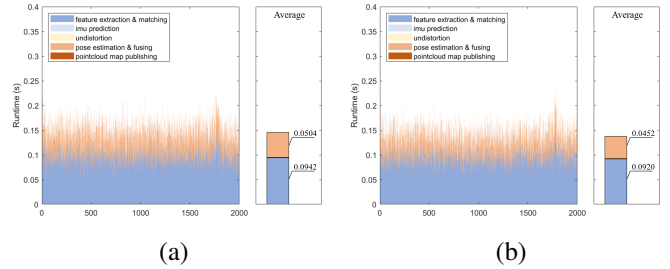 0.4
0.35
0.3
0.25
0.2
0.15
0.1
0.05
0
Runtime (s)
feature extraction & matching
imu prediction
undistortion
pose estimation & fusing
pointcloud map publishing
0
500
1000
1500
2000
Average
0.0504
0.0942
(a)
0.4
0.35
0.3
0.25
0.2
0.15
0.1
0.05
0
Runtime (s)
feature extraction & matching
imu prediction
undistortion
pose estimation & fusing
pointcloud map publishing
0
500
1000
1500
2000
Average
0.0452
0.0920
(b)